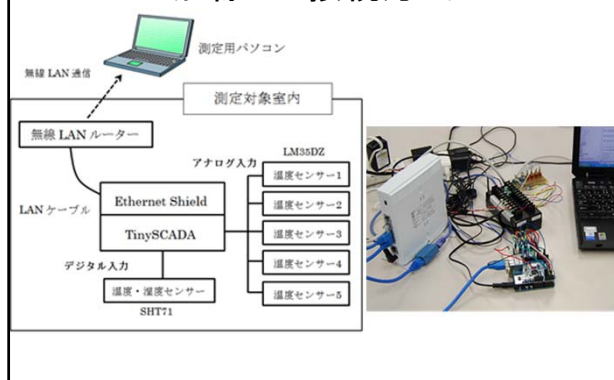 測定用パソコン
無線 LAN 通信
測定対象室内
無線 LAN ルーター
LM35DZ
アナログ入力
温度センサー1
Ethernet Shield
温度センサー2
LAN ケーブル
TinySCADA
温度センサー3
デジタル入力
温度センサー4
温度・湿度センサー
温度センサー5
SHT71